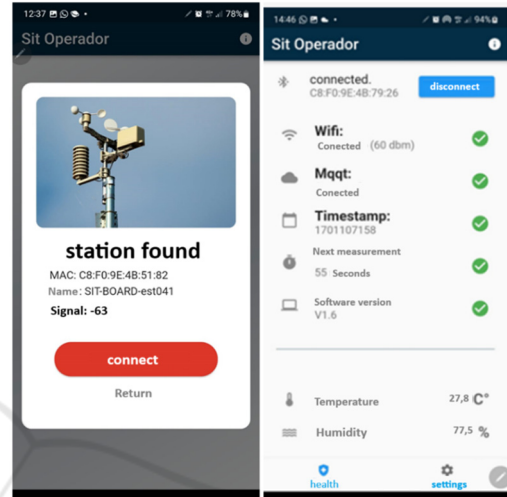 12:37
78%
Sit Operador
station found
MAC: C8:F0:9E:4B:51:82
Name: SIT-BOARD-est041
Signal: -63
connect
Return
14:46
94%
Sit Operador
connected.
C8:F0:9E:4B:79:26
disconnect
Wifi:
Conected (60 dbm)
Mqqt:
Conected
Timestamp:
1701107158
Next measurement
55 Seconds
Software version
V1.6
Temperature 27,8 C°
Humidity 77,5 %
health settings